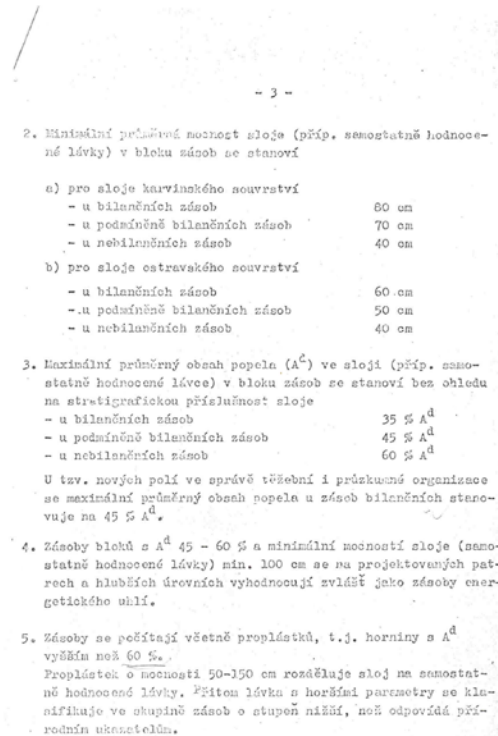 - 3 -
2. Minimální průměrná mocnost sloje (příp. samostatně hodnoce-
né lávky) v bloku zásob se stanoví
a) pro sloje karvinského souvrství
- u bilančních zásob 80 cm
- u podmíněně bilančních zásob 70 cm
- u nebilančních zásob 40 cm
b) pro sloje ostravského souvrství
- u bilančních zásob 60 cm
- u podmíněně bilančních zásob 50 cm
- u nebilančních zásob 40 cm
3. Maximální průměrný obsah popela (Aᵈ) ve sloji (příp. samo-
statně hodnocené lávce) v bloku zásob se stanoví bez ohledu
na stratigrafickou příslušnost sloje
- u bilančních zásob 35 % Aᵈ
- u podmíněně bilančních zásob 45 % Aᵈ
- u nebilančních zásob 60 % Aᵈ
U tzv. nových polí ve správě těžební i průzkumné organizace
se maximální průměrný obsah popela u zásob bilančních stano-
vuje na 45 % Aᵈ.
4. Zásoby bloků s Aᵈ 45 - 60 % a minimální mocností sloje (samo-
statně hodnocené lávky) min. 100 cm se na projektovaných pat-
rech a hlubších úrovních vyhodnocují zvlášť jako zásoby ener-
getického uhlí.
5. Zásoby se počítají včetně proplástků, t.j. horniny s Aᵈ
vyšším než 60 %.
Proplástek o mocnosti 50-150 cm rozděluje sloj na samostat-
ně hodnocené lávky. Přitom lávka s horšími parametry se kla-
sifikuje ve skupině zásob o stupeň nižší, než odpovídá pří-
rodním ukazatelům.